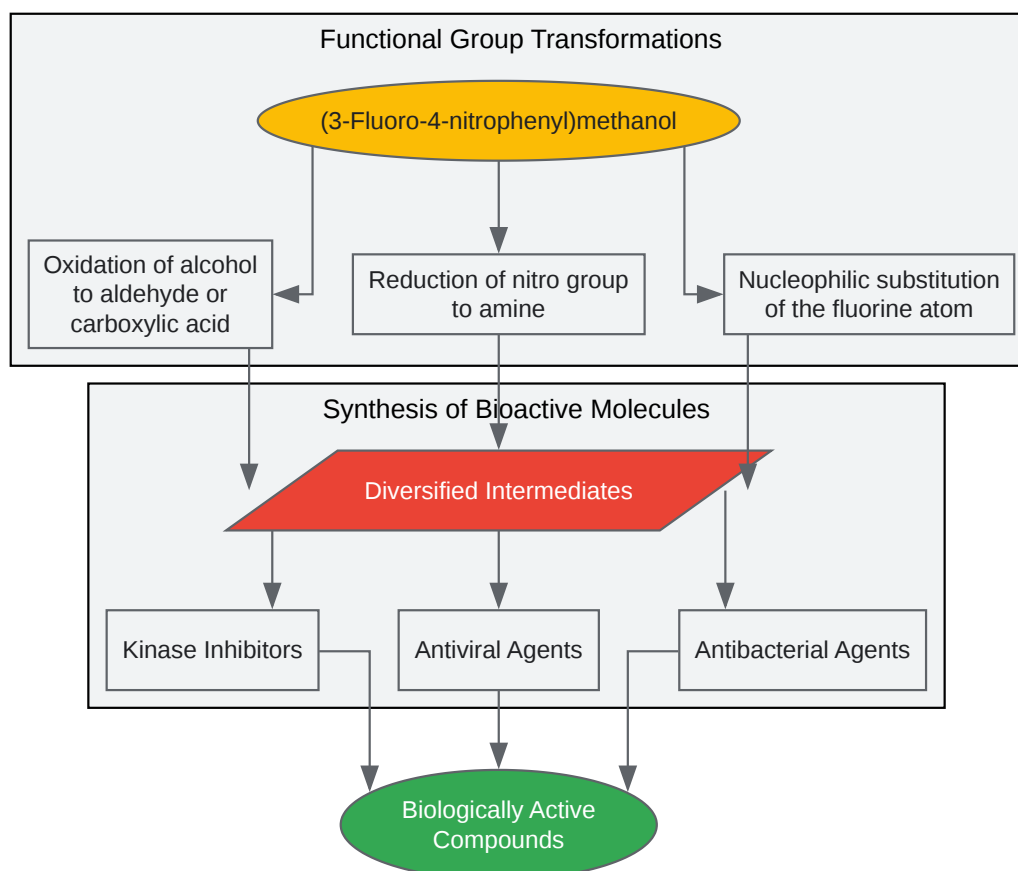 Functional Group Transformations
(3-Fluoro-4-nitrophenyl)methanol
Oxidation of alcohol
to aldehyde or
carboxylic acid
Reduction of nitro group
to amine
Nucleophilic substitution
of the fluorine atom
Synthesis of Bioactive Molecules
Diversified Intermediates
Kinase Inhibitors
Antiviral Agents
Antibacterial Agents
Biologically Active
Compounds